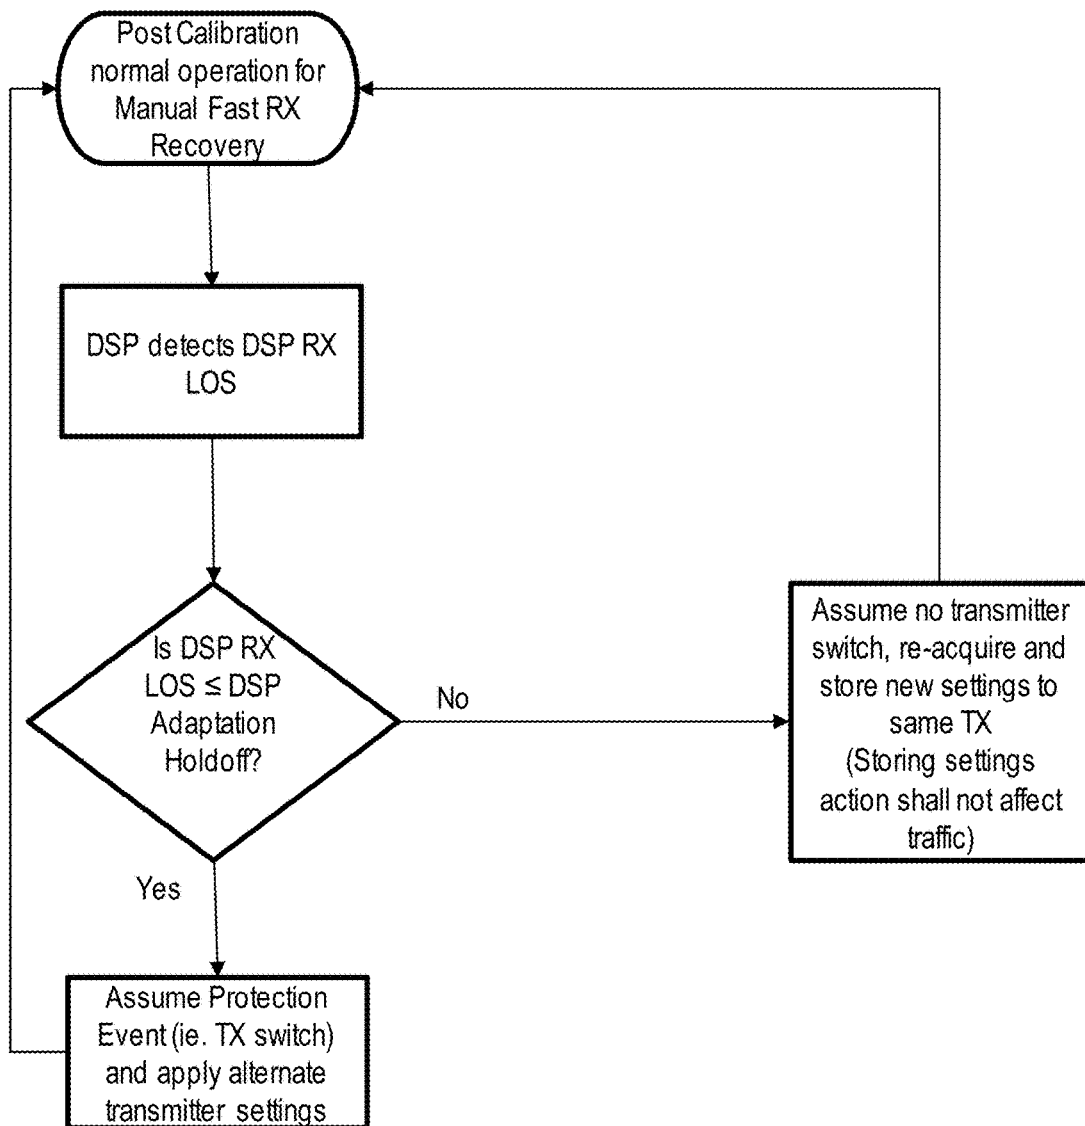 Post Calibration
normal operation for
Manual Fast RX
Recovery
DSP detects DSP RX
LOS
Is DSP RX
LOS ≤ DSP
Adaptation
Holdoff?
No
Assume no transmitter
switch, re-acquire and
store new settings to
same TX
(Storing settings
action shall not affect
traffic)
Yes
Assume Protection
Event (ie. TX switch)
and apply alternate
transmitter settings